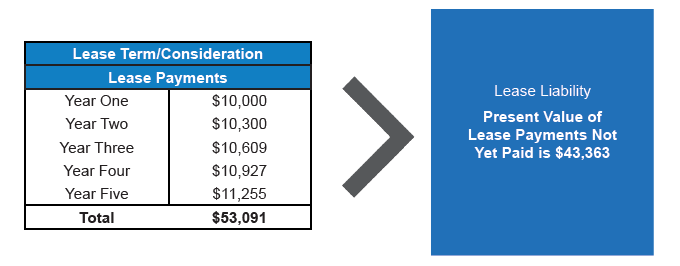 Lease Term/Consideration
Lease Payments
Year One $10,000
Year Two $10,300
Year Three $10,609
Year Four $10,927
Year Five $11,255
Total $53,091
Lease Liability
Present Value of
Lease Payments Not
Yet Paid is $43,363